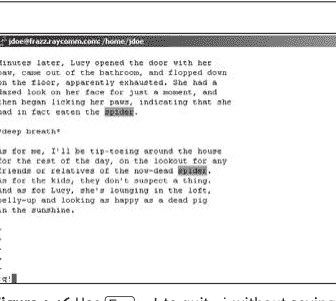 jdoe@frazz.raycomm.com: /home/jdoe
Minutes later, Lucy opened the door with her
paw, came out of the bathroom, and flopped down
on the floor, apparently exhausted. She had a
dazed look on her face for just a moment, and
then began licking her paws, indicating that she
had in fact eaten the spider.
*deep breath*
As for me, I'll be tip-toeing around the house
for the rest of the day, on the lookout for any
friends or relatives of the now-dead spider.
As for the kids, they don't suspect a thing.
And as for Lucy, she's lounging in the loft,
belly-up and looking as happy as a dead pig
in the sunshine.
~
~
~
~
:q!